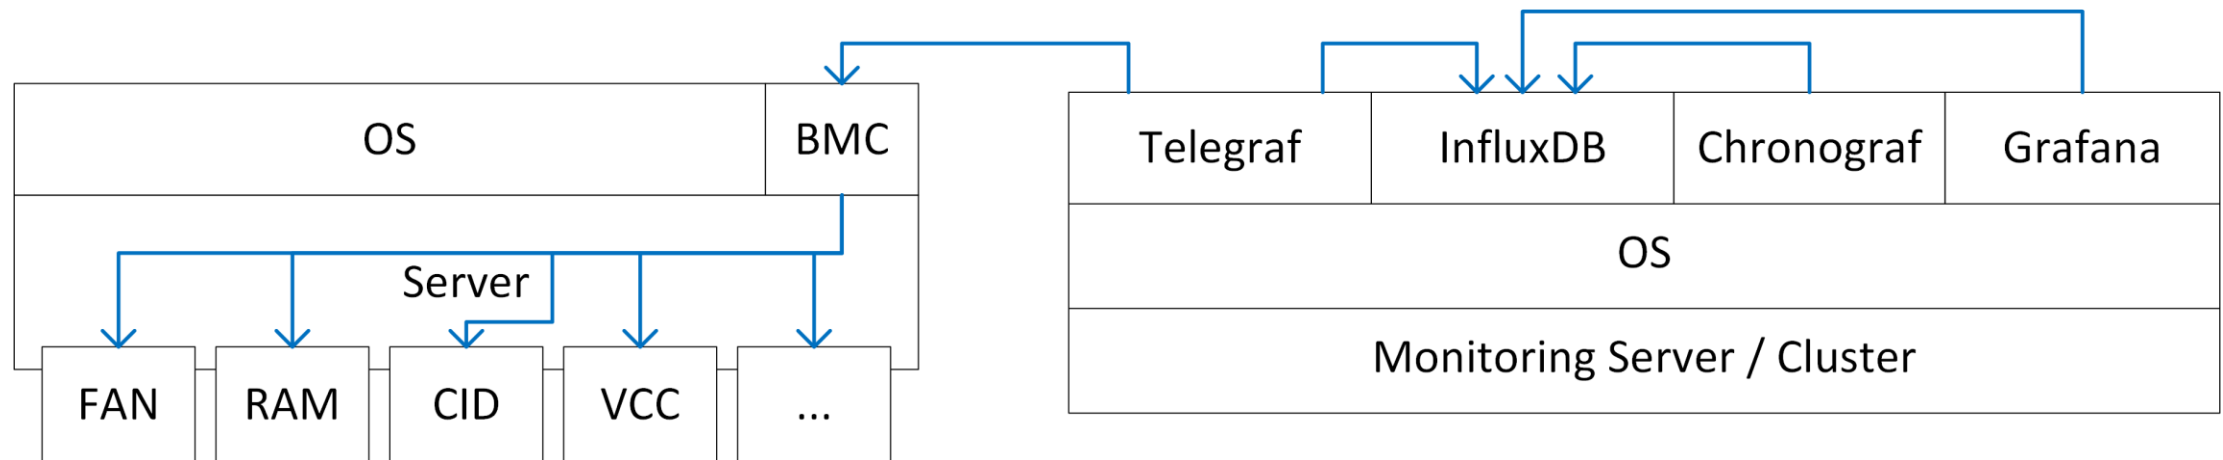 OS
BMC
Server
FAN
RAM
CID
VCC
...
Telegraf
InfluxDB
Chronograf
Grafana
OS
Monitoring Server / Cluster